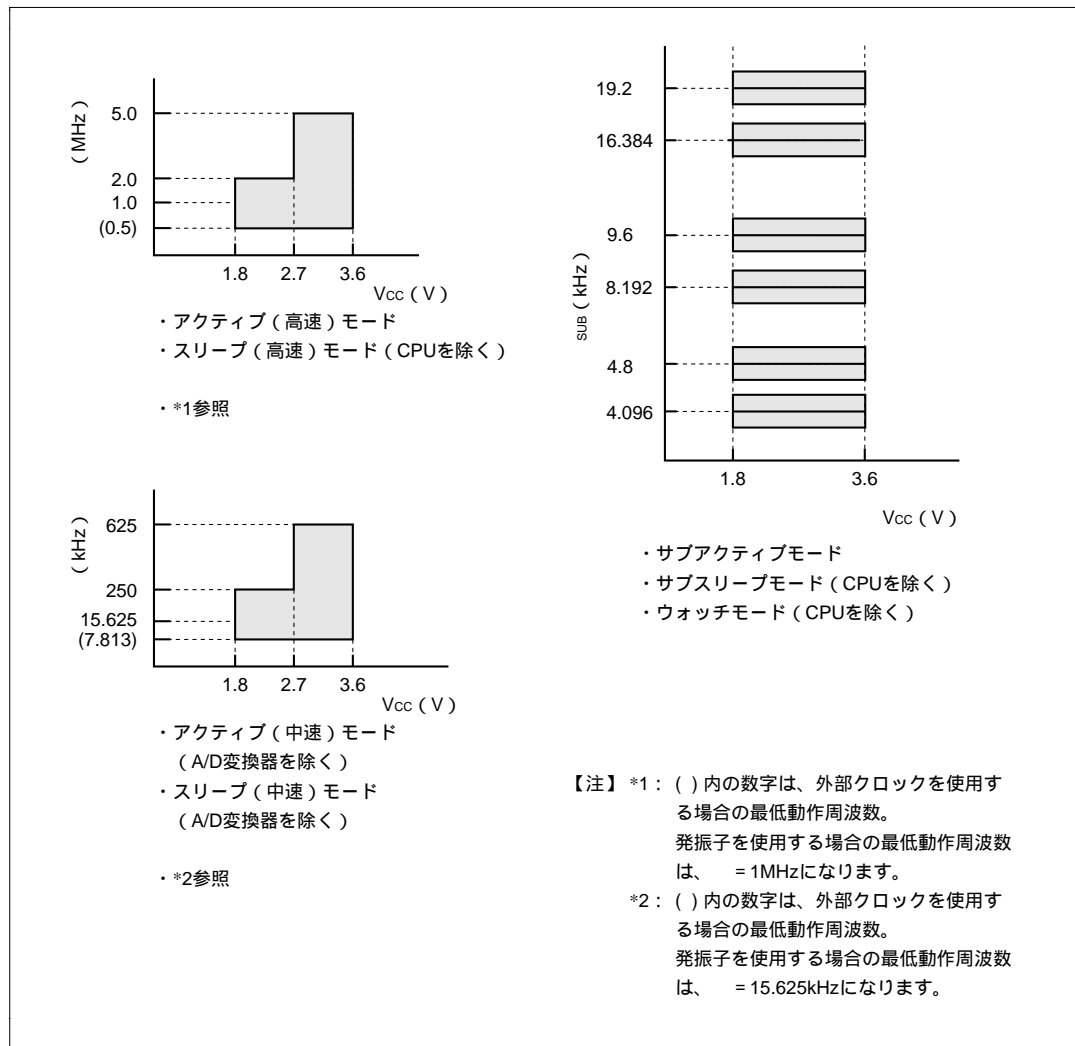 （MHz）
5.0
2.0
1.0
(0.5)
1.8 2.7 3.6
Vcc（V）
・アクティブ（高速）モード
・スリープ（高速）モード（CPUを除く）
・*1参照
（kHz）
625
250
15.625
(7.813)
1.8 2.7 3.6
Vcc（V）
・アクティブ（中速）モード
（A/D変換器を除く）
・スリープ（中速）モード
（A/D変換器を除く）
・*2参照
SUB（kHz）
19.2
16.384
9.6
8.192
4.8
4.096
1.8 3.6
Vcc（V）
・サブアクティブモード
・サブスリープモード（CPUを除く）
・ウォッチモード（CPUを除く）
【注】*1：( ) 内の数字は、外部クロックを使用す
る場合の最低動作周波数。
発振子を使用する場合の最低動作周波数
は、 = 1MHzになります。
*2：( ) 内の数字は、外部クロックを使用す
る場合の最低動作周波数。
発振子を使用する場合の最低動作周波数
は、 = 15.625kHzになります。